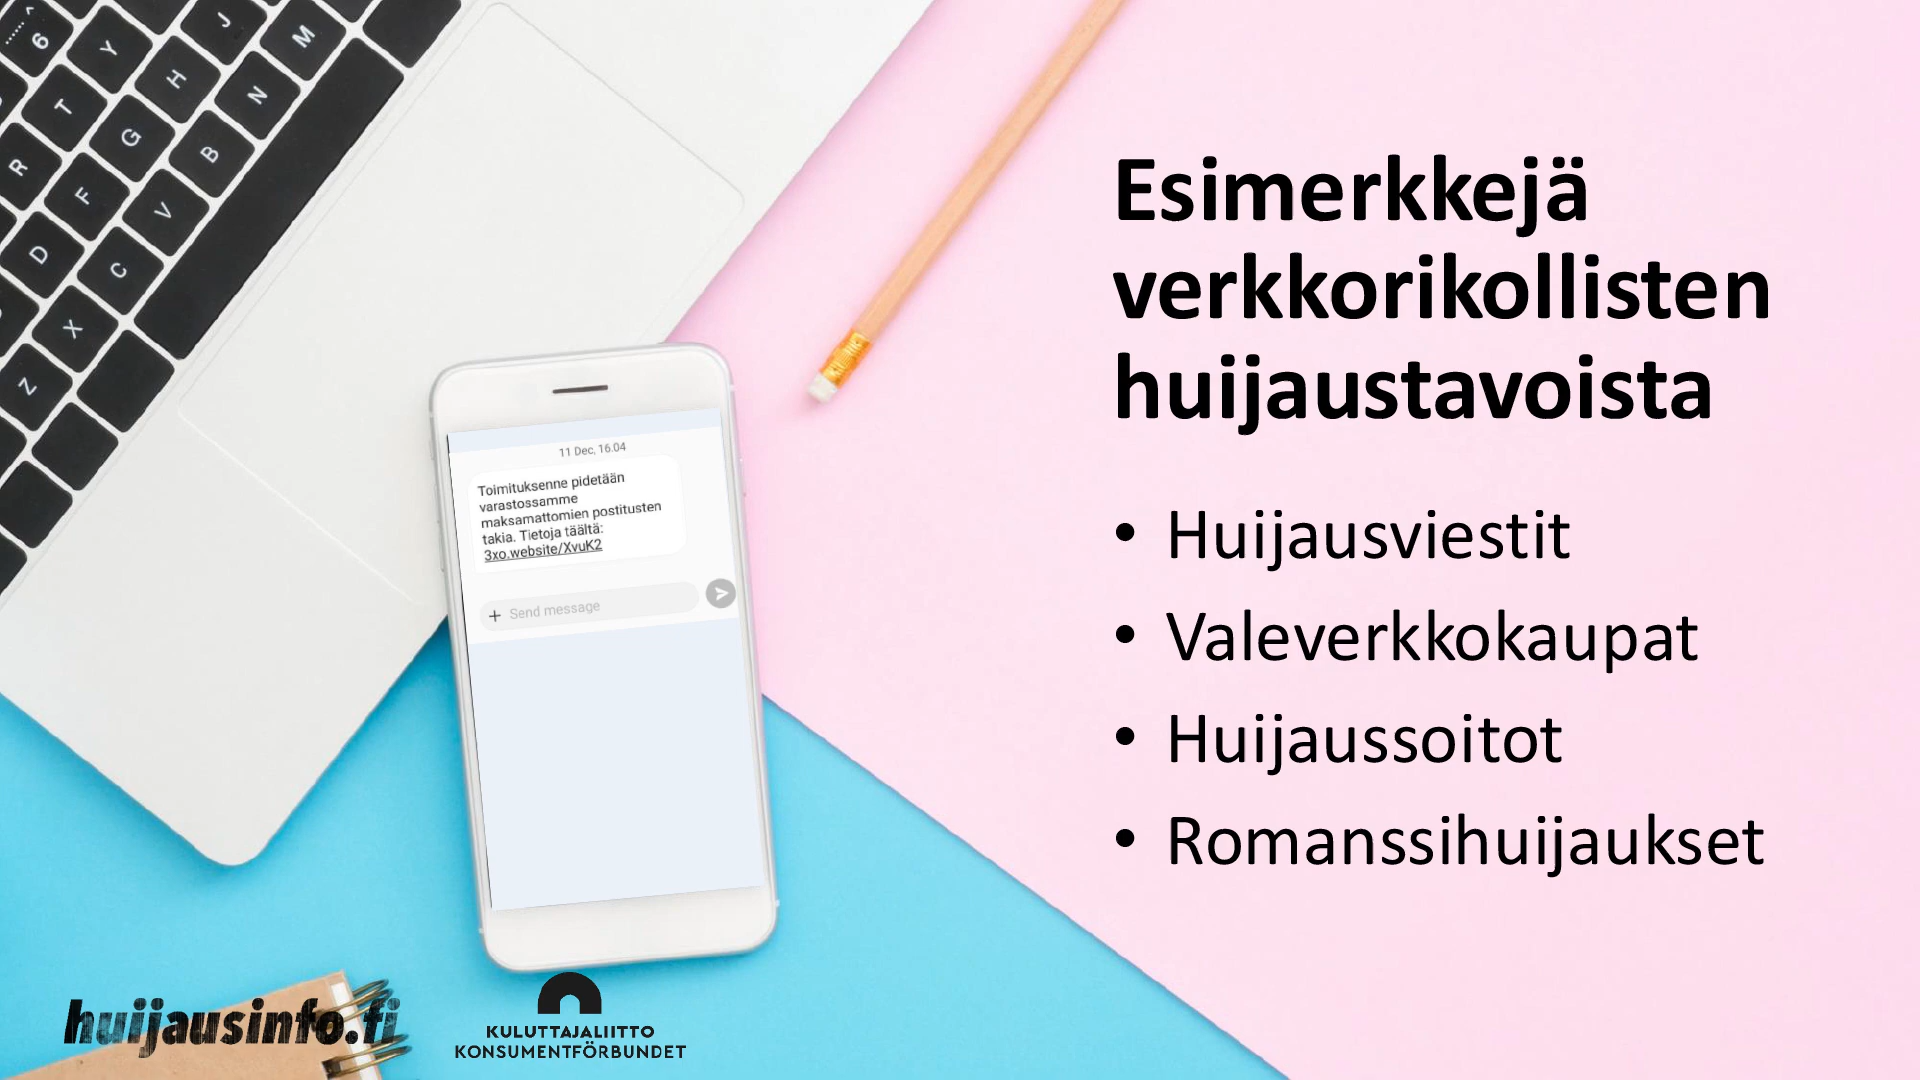 Esimerkkejä
verkkorikollisten
huijaustavoista
• Huijausviestit
• Valeverkkokaupat
• Huijaussoitot
• Romanssihuijaukset
11 Dec, 16.04
Toimituksenne pidetään
varastossamme
maksamattomien postitusten
takia. Tietoja täältä:
3xo.website/XvuK2
+ Send message
6
Y
J
M
T
H
N
R
G
B
F
V
D
C
X
Z
huijausinfo.fi
KULUTTAJALIITTO
KONSUMENTFÖRBUNDET